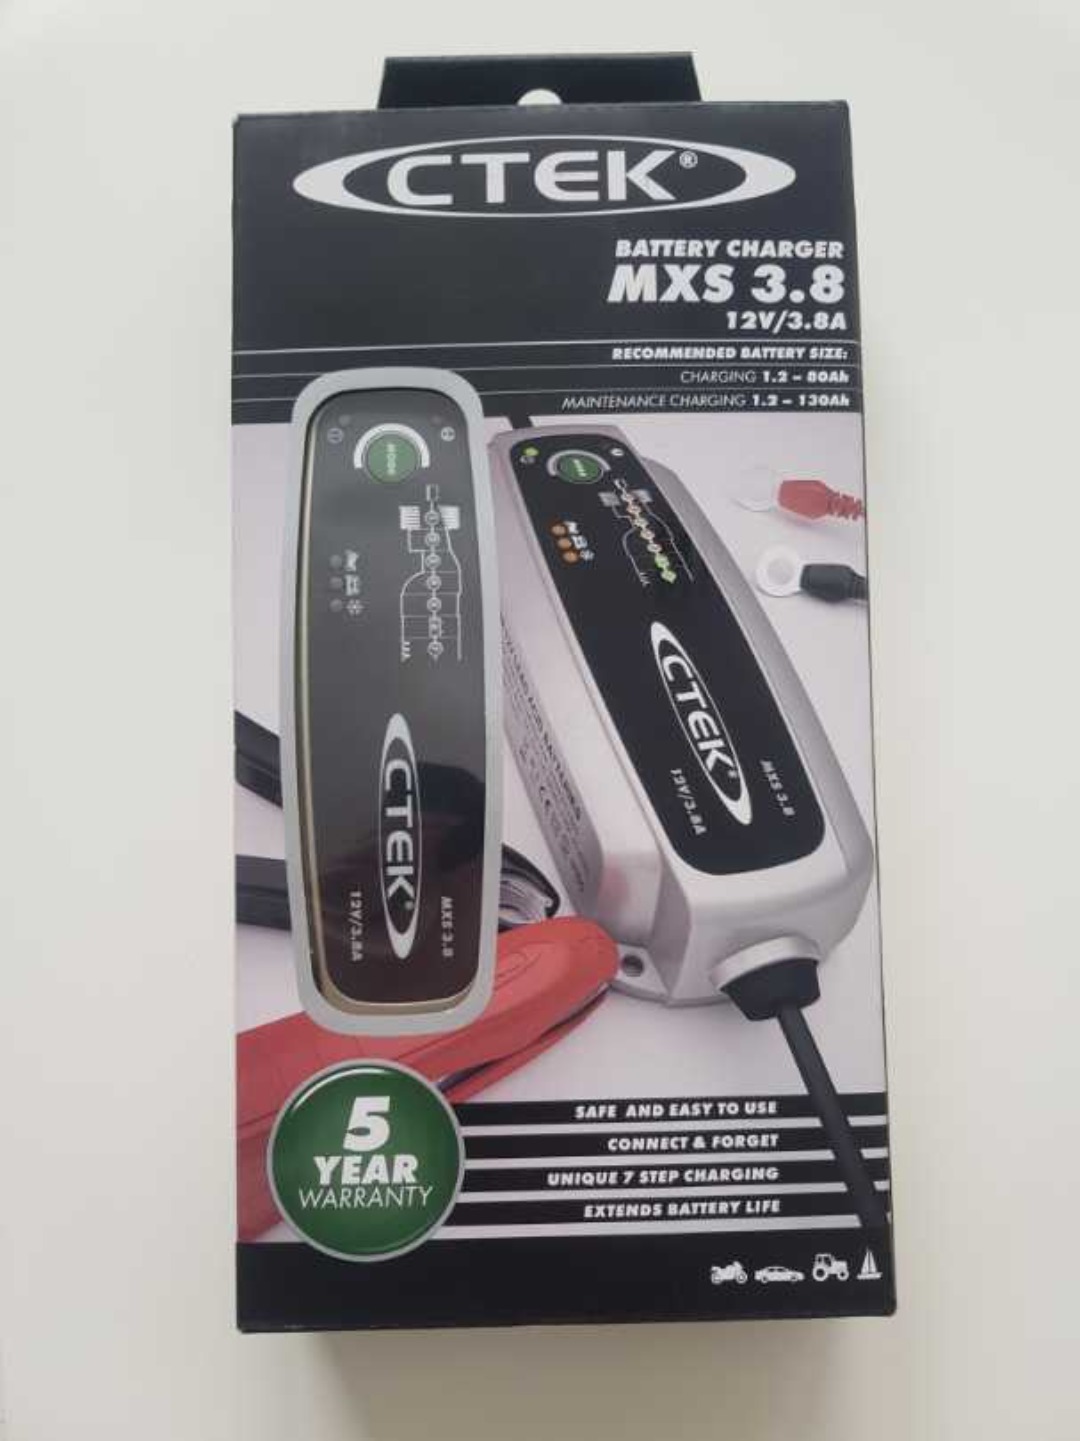 CTEK®
BATTERY CHARGER
MXS 3.8
12V/3.8A
RECOMMENDED BATTERY SIZE:
CHARGING 1.2 – 80Ah
MAINTENANCE CHARGING 1.2 – 130Ah
MODE
CTEK®
MXS 3.8
12V/3.8A
MODE
CTEK®
MXS 3.8
12V/3.8A
5
YEAR
WARRANTY
SAFE AND EASY TO USE
CONNECT & FORGET
UNIQUE 7 STEP CHARGING
EXTENDS BATTERY LIFE